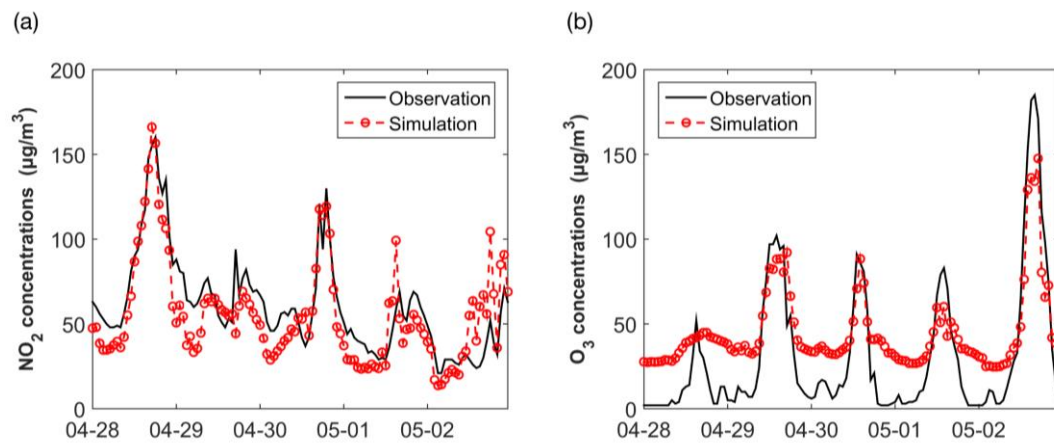 (a)
NO2 concentrations (μg/m3)
200
150
100
50
0
04-28 04-29 04-30 05-01 05-02
Observation
Simulation
(b)
O3 concentrations (μg/m3)
200
150
100
50
0
04-28 04-29 04-30 05-01 05-02
Observation
Simulation